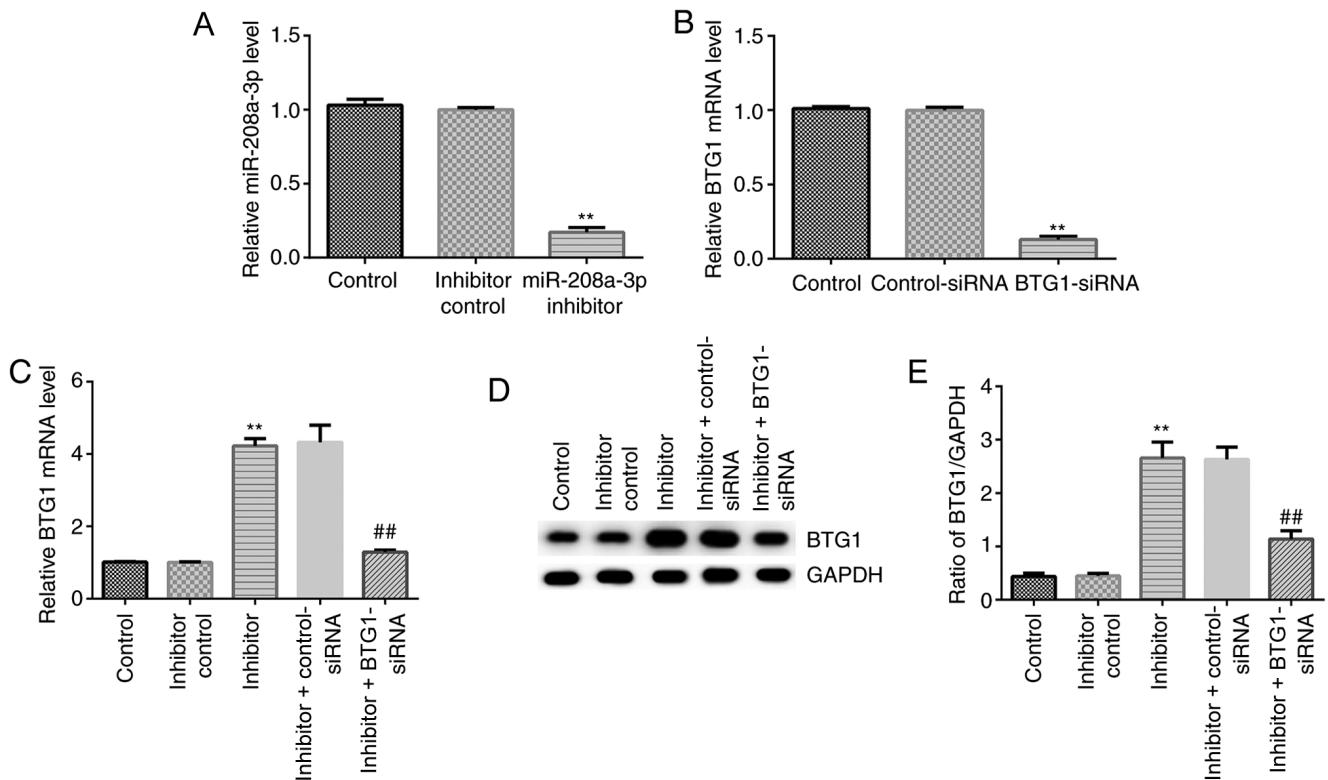 A
Relative miR-208a-3p level
1.5
1.0
0.5
0.0
**
Control
Inhibitor
control
miR-208a-3p
inhibitor
B
Relative BTG1 mRNA level
1.5
1.0
0.5
0.0
**
Control
Control-siRNA
BTG1-siRNA
C
Relative BTG1 mRNA level
6
4
2
0
**
##
Control
Inhibitor
control
Inhibitor
Inhibitor + control-
siRNA
Inhibitor + BTG1-
siRNA
D
Control
Inhibitor
control
Inhibitor
Inhibitor + control-
siRNA
Inhibitor + BTG1-
siRNA
BTG1
GAPDH
E
Ratio of BTG1/GAPDH
4
3
2
1
0
**
##
Control
Inhibitor
control
Inhibitor
Inhibitor + control-
siRNA
Inhibitor + BTG1-
siRNA